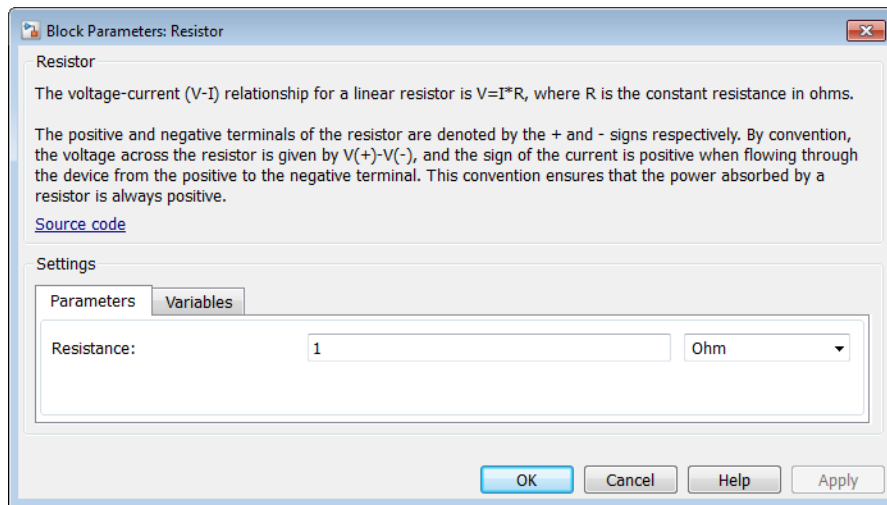 Block Parameters: Resistor
Resistor
The voltage-current (V-I) relationship for a linear resistor is V=I*R, where R is the constant resistance in ohms.
The positive and negative terminals of the resistor are denoted by the + and - signs respectively. By convention,
the voltage across the resistor is given by V(+)-V(-), and the sign of the current is positive when flowing through
the device from the positive to the negative terminal. This convention ensures that the power absorbed by a
resistor is always positive.
Source code
Settings
Parameters Variables
Resistance: 1 Ohm
OK Cancel Help Apply